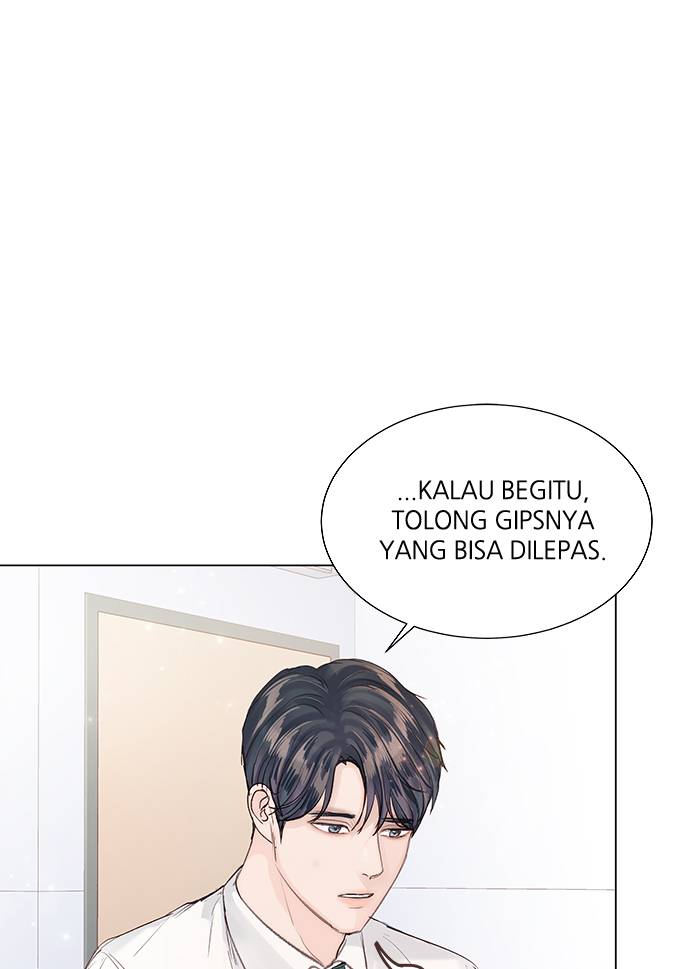 ...KALAU BEGITU,
TOLONG GIPSNYA
YANG BISA DILEPAS.